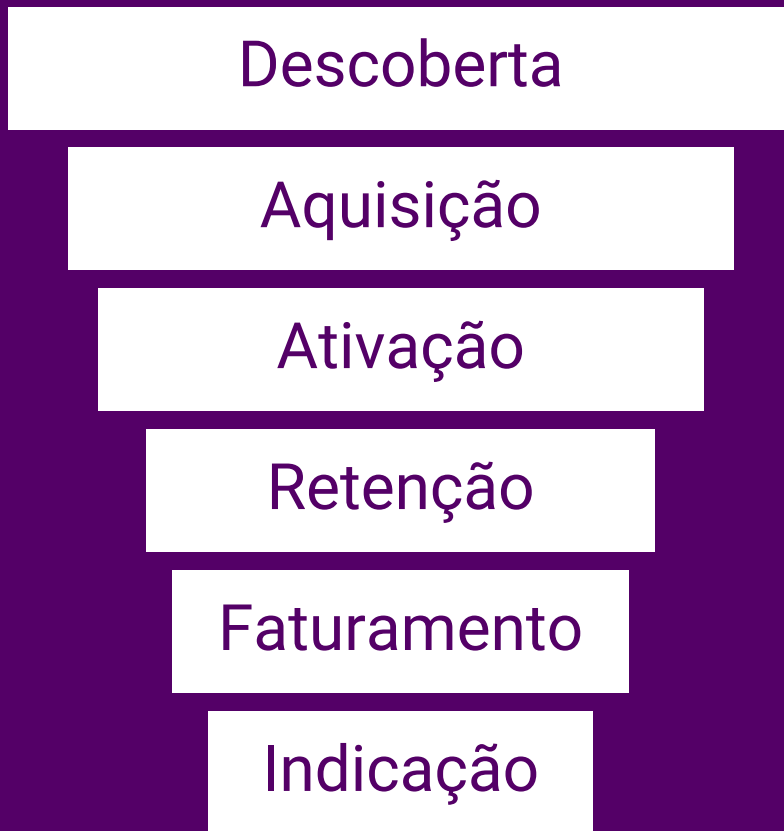 Descoberta
Aquisição
Ativação
Retenção
Faturamento
Indicação